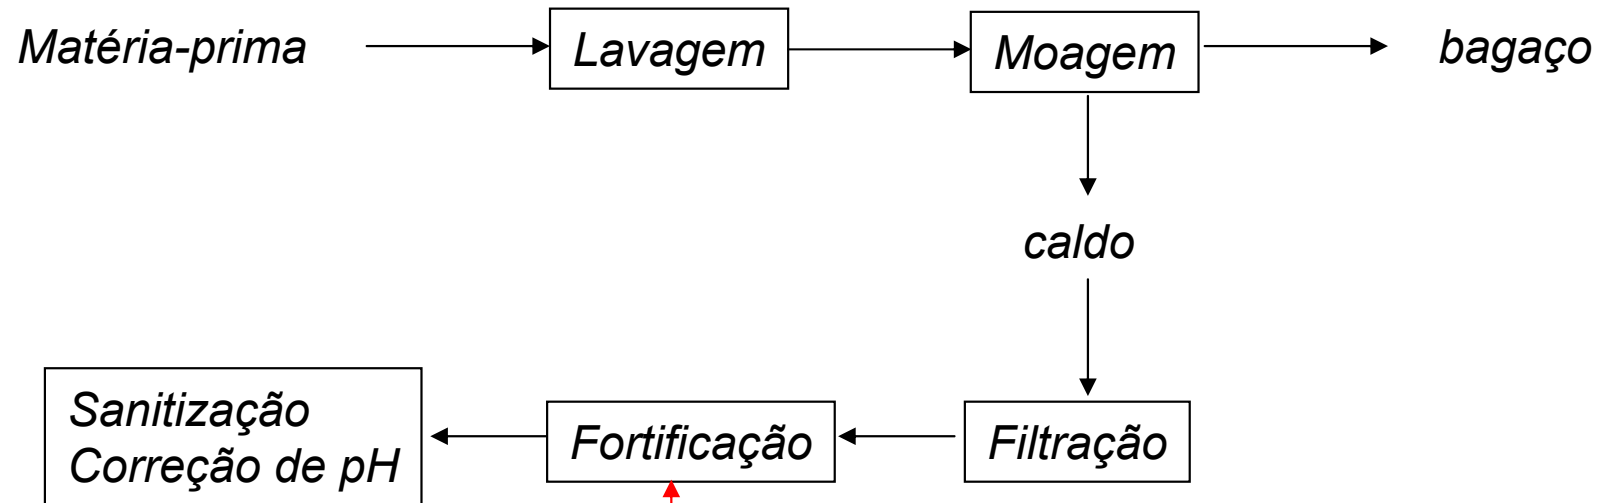 Matéria-prima
Lavagem
Moagem
bagaço
caldo
Filtração
Fortificação
Sanitização
Correção de pH